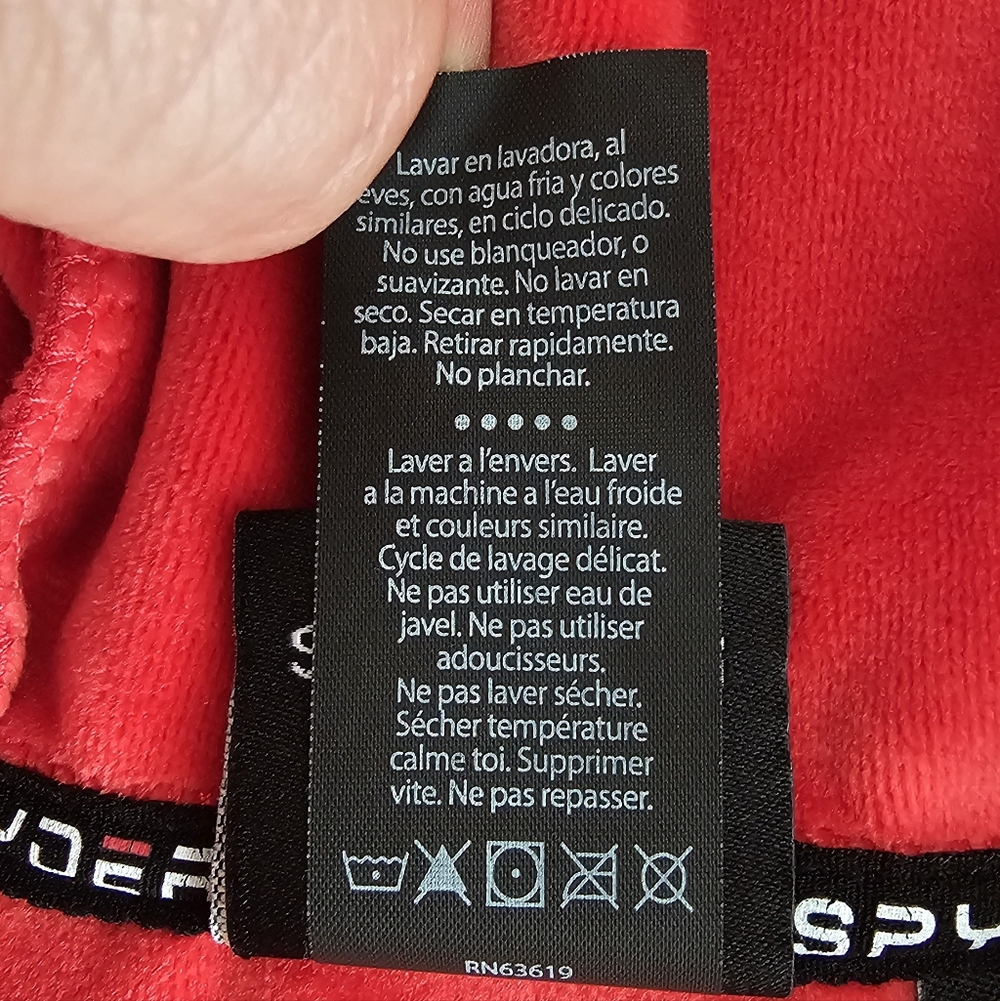 Lavar en lavadora, al
con agua fria y colores
similares, en ciclo delicado.
No use blanqueador, o
suavizante. No lavar en
seco. Secar en temperatura
baja. Retirar rapidamente.
No planchar.
Laver a l'envers. Laver
a la machine a l'eau froide
et couleurs similaire.
Cycle de lavage délicat.
Ne pas utiliser eau de
javel. Ne pas utiliser
adoucisseurs.
Ne pas laver sécher.
Sécher température
calme toi. Supprimer
vite. Ne pas repasser.
RN63619
YDER
SPY